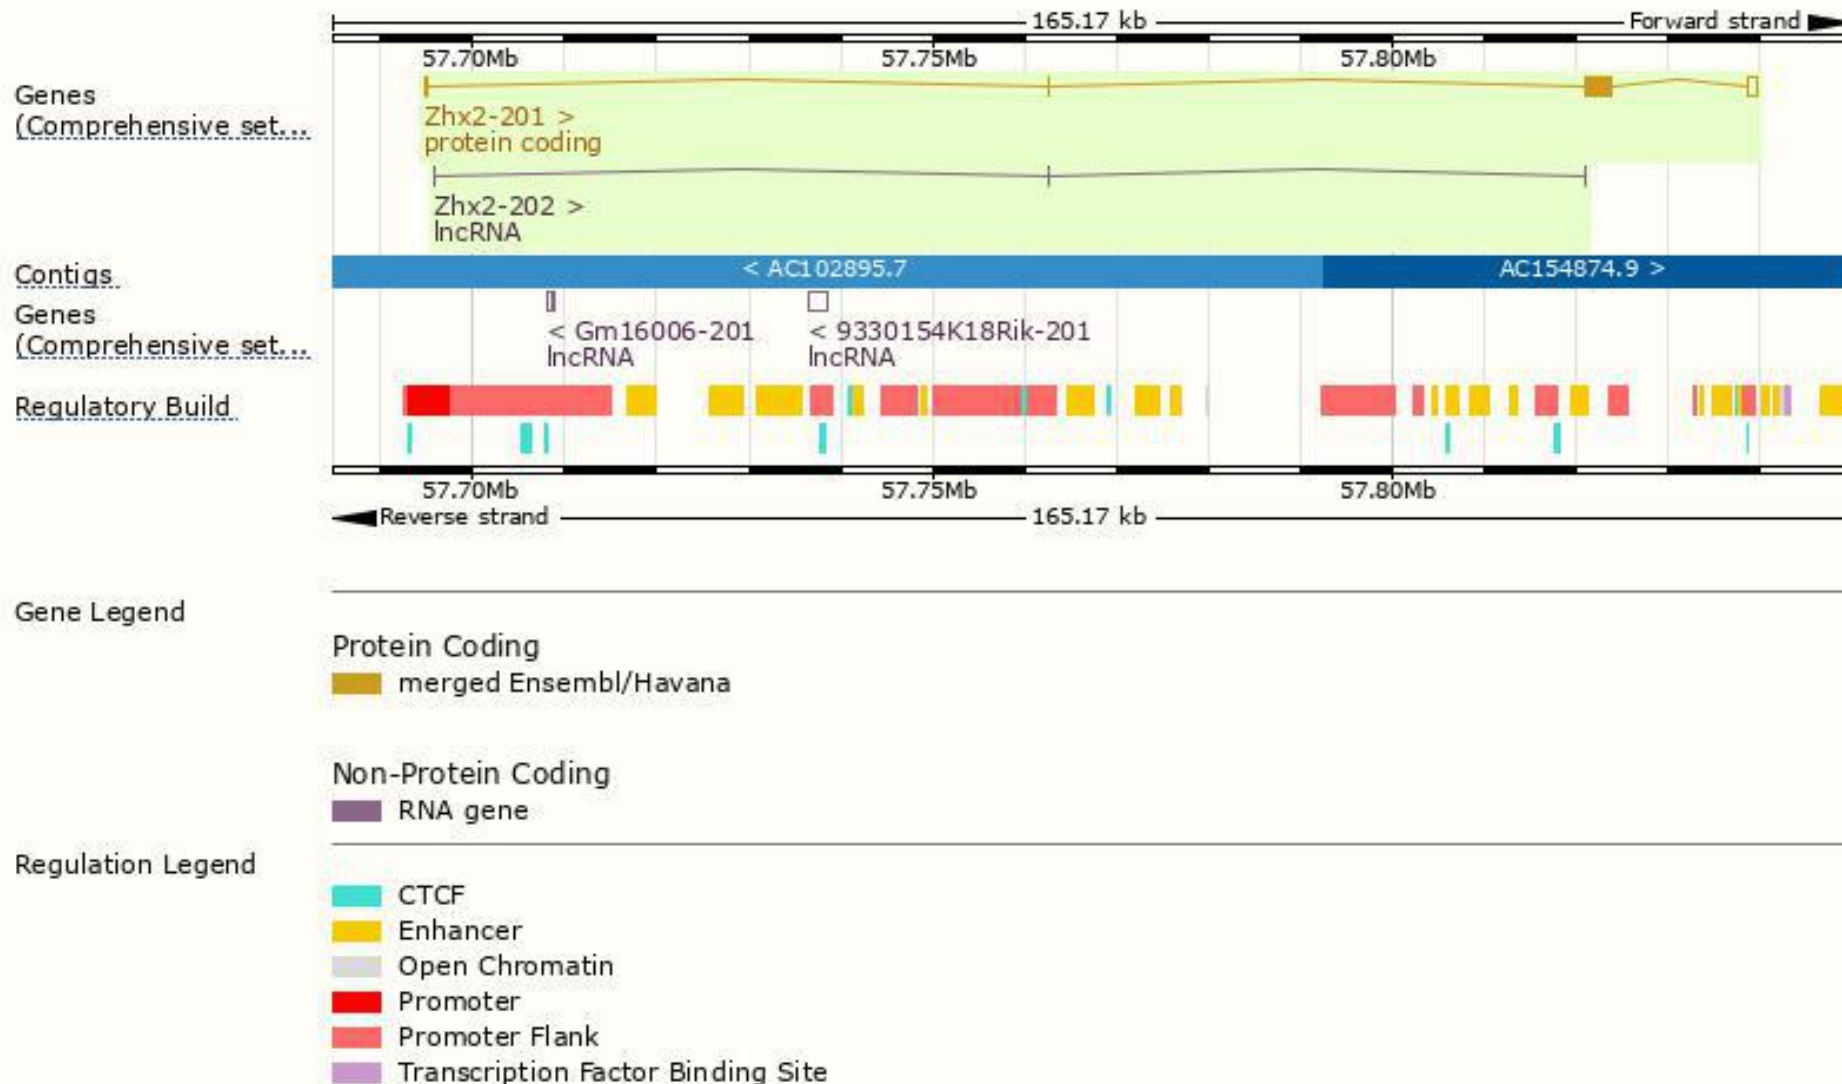 165.17 kb Forward strand
57.70Mb 57.75Mb 57.80Mb
Genes
(Comprehensive set...
Zhx2-201 >
protein coding
Zhx2-202 >
lncRNA
Contigs < AC102895.7 AC154874.9 >
Genes
(Comprehensive set...
< Gm16006-201 < 9330154K18Rik-201
lncRNA lncRNA
Regulatory Build
57.70Mb 57.75Mb 57.80Mb
Reverse strand 165.17 kb
Gene Legend
Protein Coding
merged Ensembl/Havana
Non-Protein Coding
RNA gene
Regulation Legend
CTCF
Enhancer
Open Chromatin
Promoter
Promoter Flank
Transcription Factor Binding Site